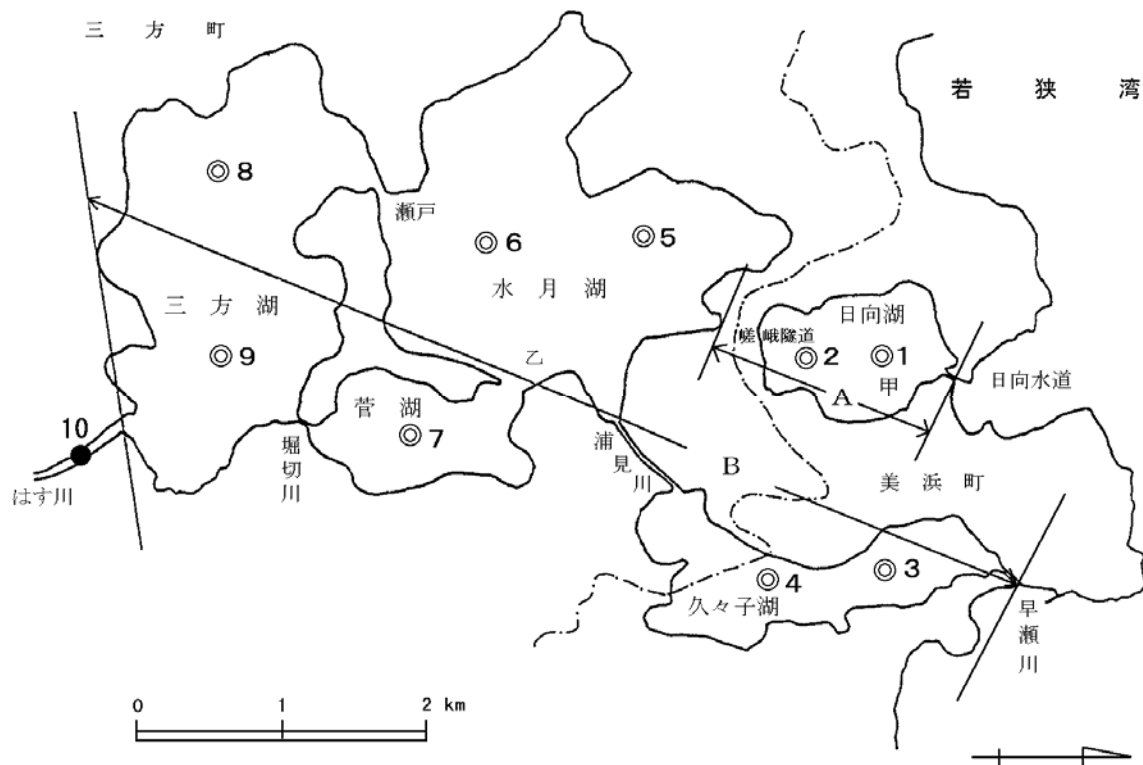 三方町
若狭湾
8
瀬戸
6
5
水月湖
日向湖
嵯峨隧道
2
1
日向水道
三方湖
9
乙
A
甲
菅湖
7
10
はす川
堀切川
浦見川
B
美浜町
4
3
久々子湖
早瀬川
0 1 2 km